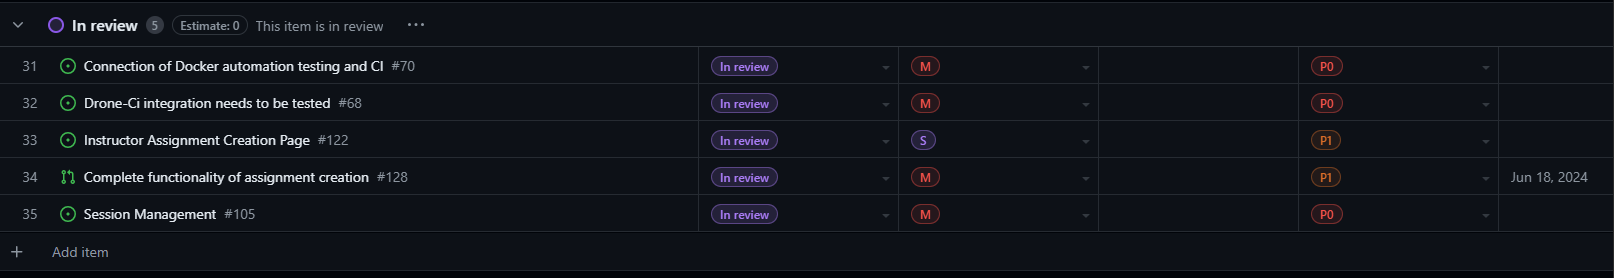 In review 5 Estimate: 0 This item is in review ...
31 Connection of Docker automation testing and CI #70 In review M P0
32 Drone-Ci integration needs to be tested #68 In review M P0
33 Instructor Assignment Creation Page #122 In review S P1
34 Complete functionality of assignment creation #128 In review M P1 Jun 18, 2024
35 Session Management #105 In review M P0
+ Add item